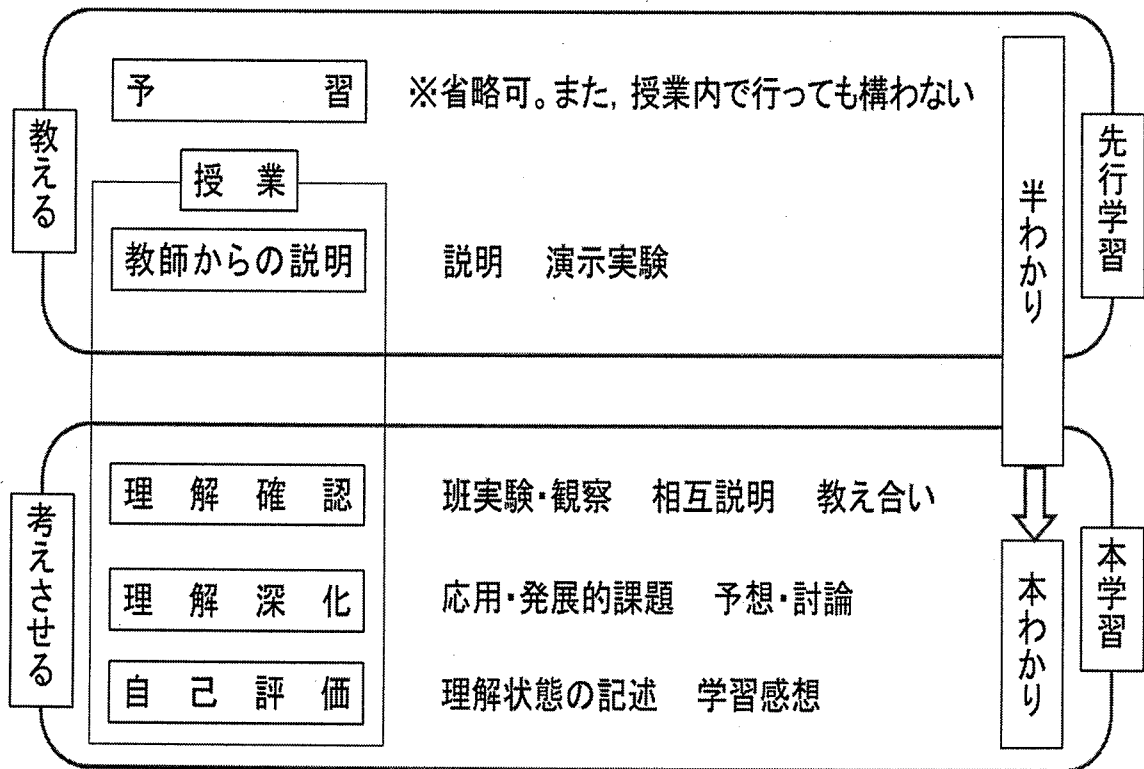 予習 ※省略可。また,授業内で行っても構わない
教える
先行学習
授業
半わかり
教師からの説明 説明 演示実験
理解確認 班実験・観察 相互説明 教え合い
考えさせる
本学習
理解深化 応用・発展的課題 予想・討論
本わかり
自己評価 理解状態の記述 学習感想